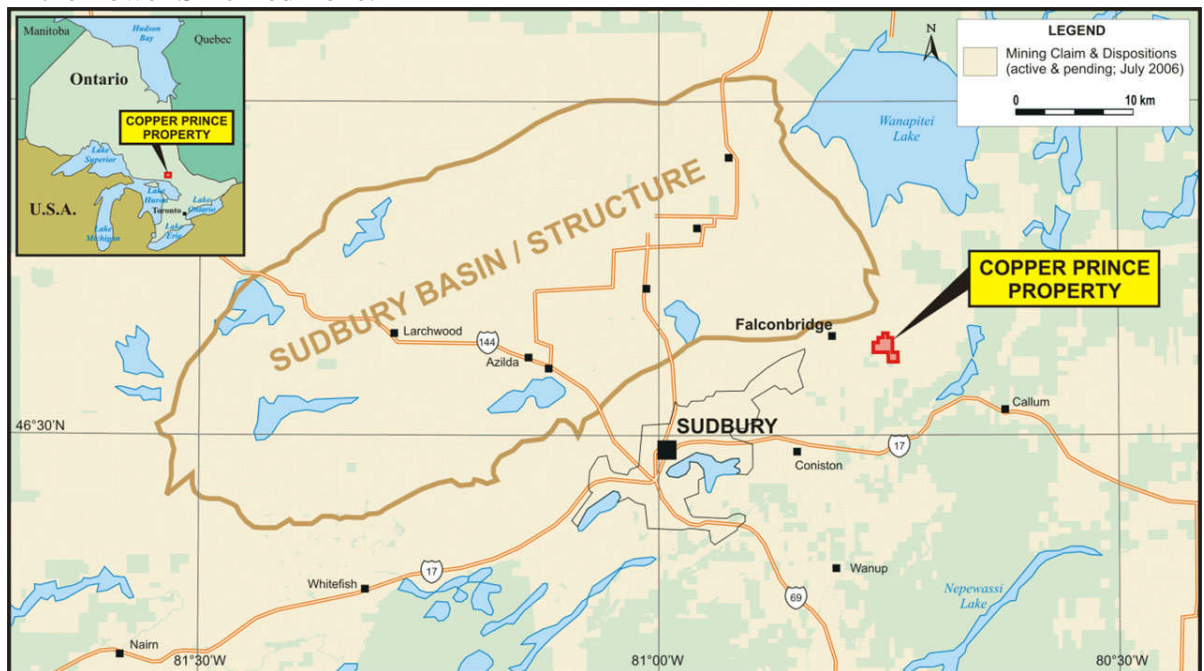 Manitoba
Hudson
Bay
Quebec
Ontario
COPPER PRINCE
PROPERTY
Lake
Superior
U.S.A.
Lake
Michigan
Lake
Huron
Toronto
Lake
Ontario
Lake
Erie
N
LEGEND
Mining Claim & Dispositions
(active & pending; July 2006)
0 10 km
Wanapitei
Lake
SUDBURY BASIN / STRUCTURE
COPPER PRINCE
PROPERTY
Falconbridge
Larchwood
144
Azilda
Callum
46°30'N
SUDBURY
17
Coniston
Whitefish
17
Wanup
69
Nepewassi
Lake
Nairn
81°30'W
81°00'W
80°30'W